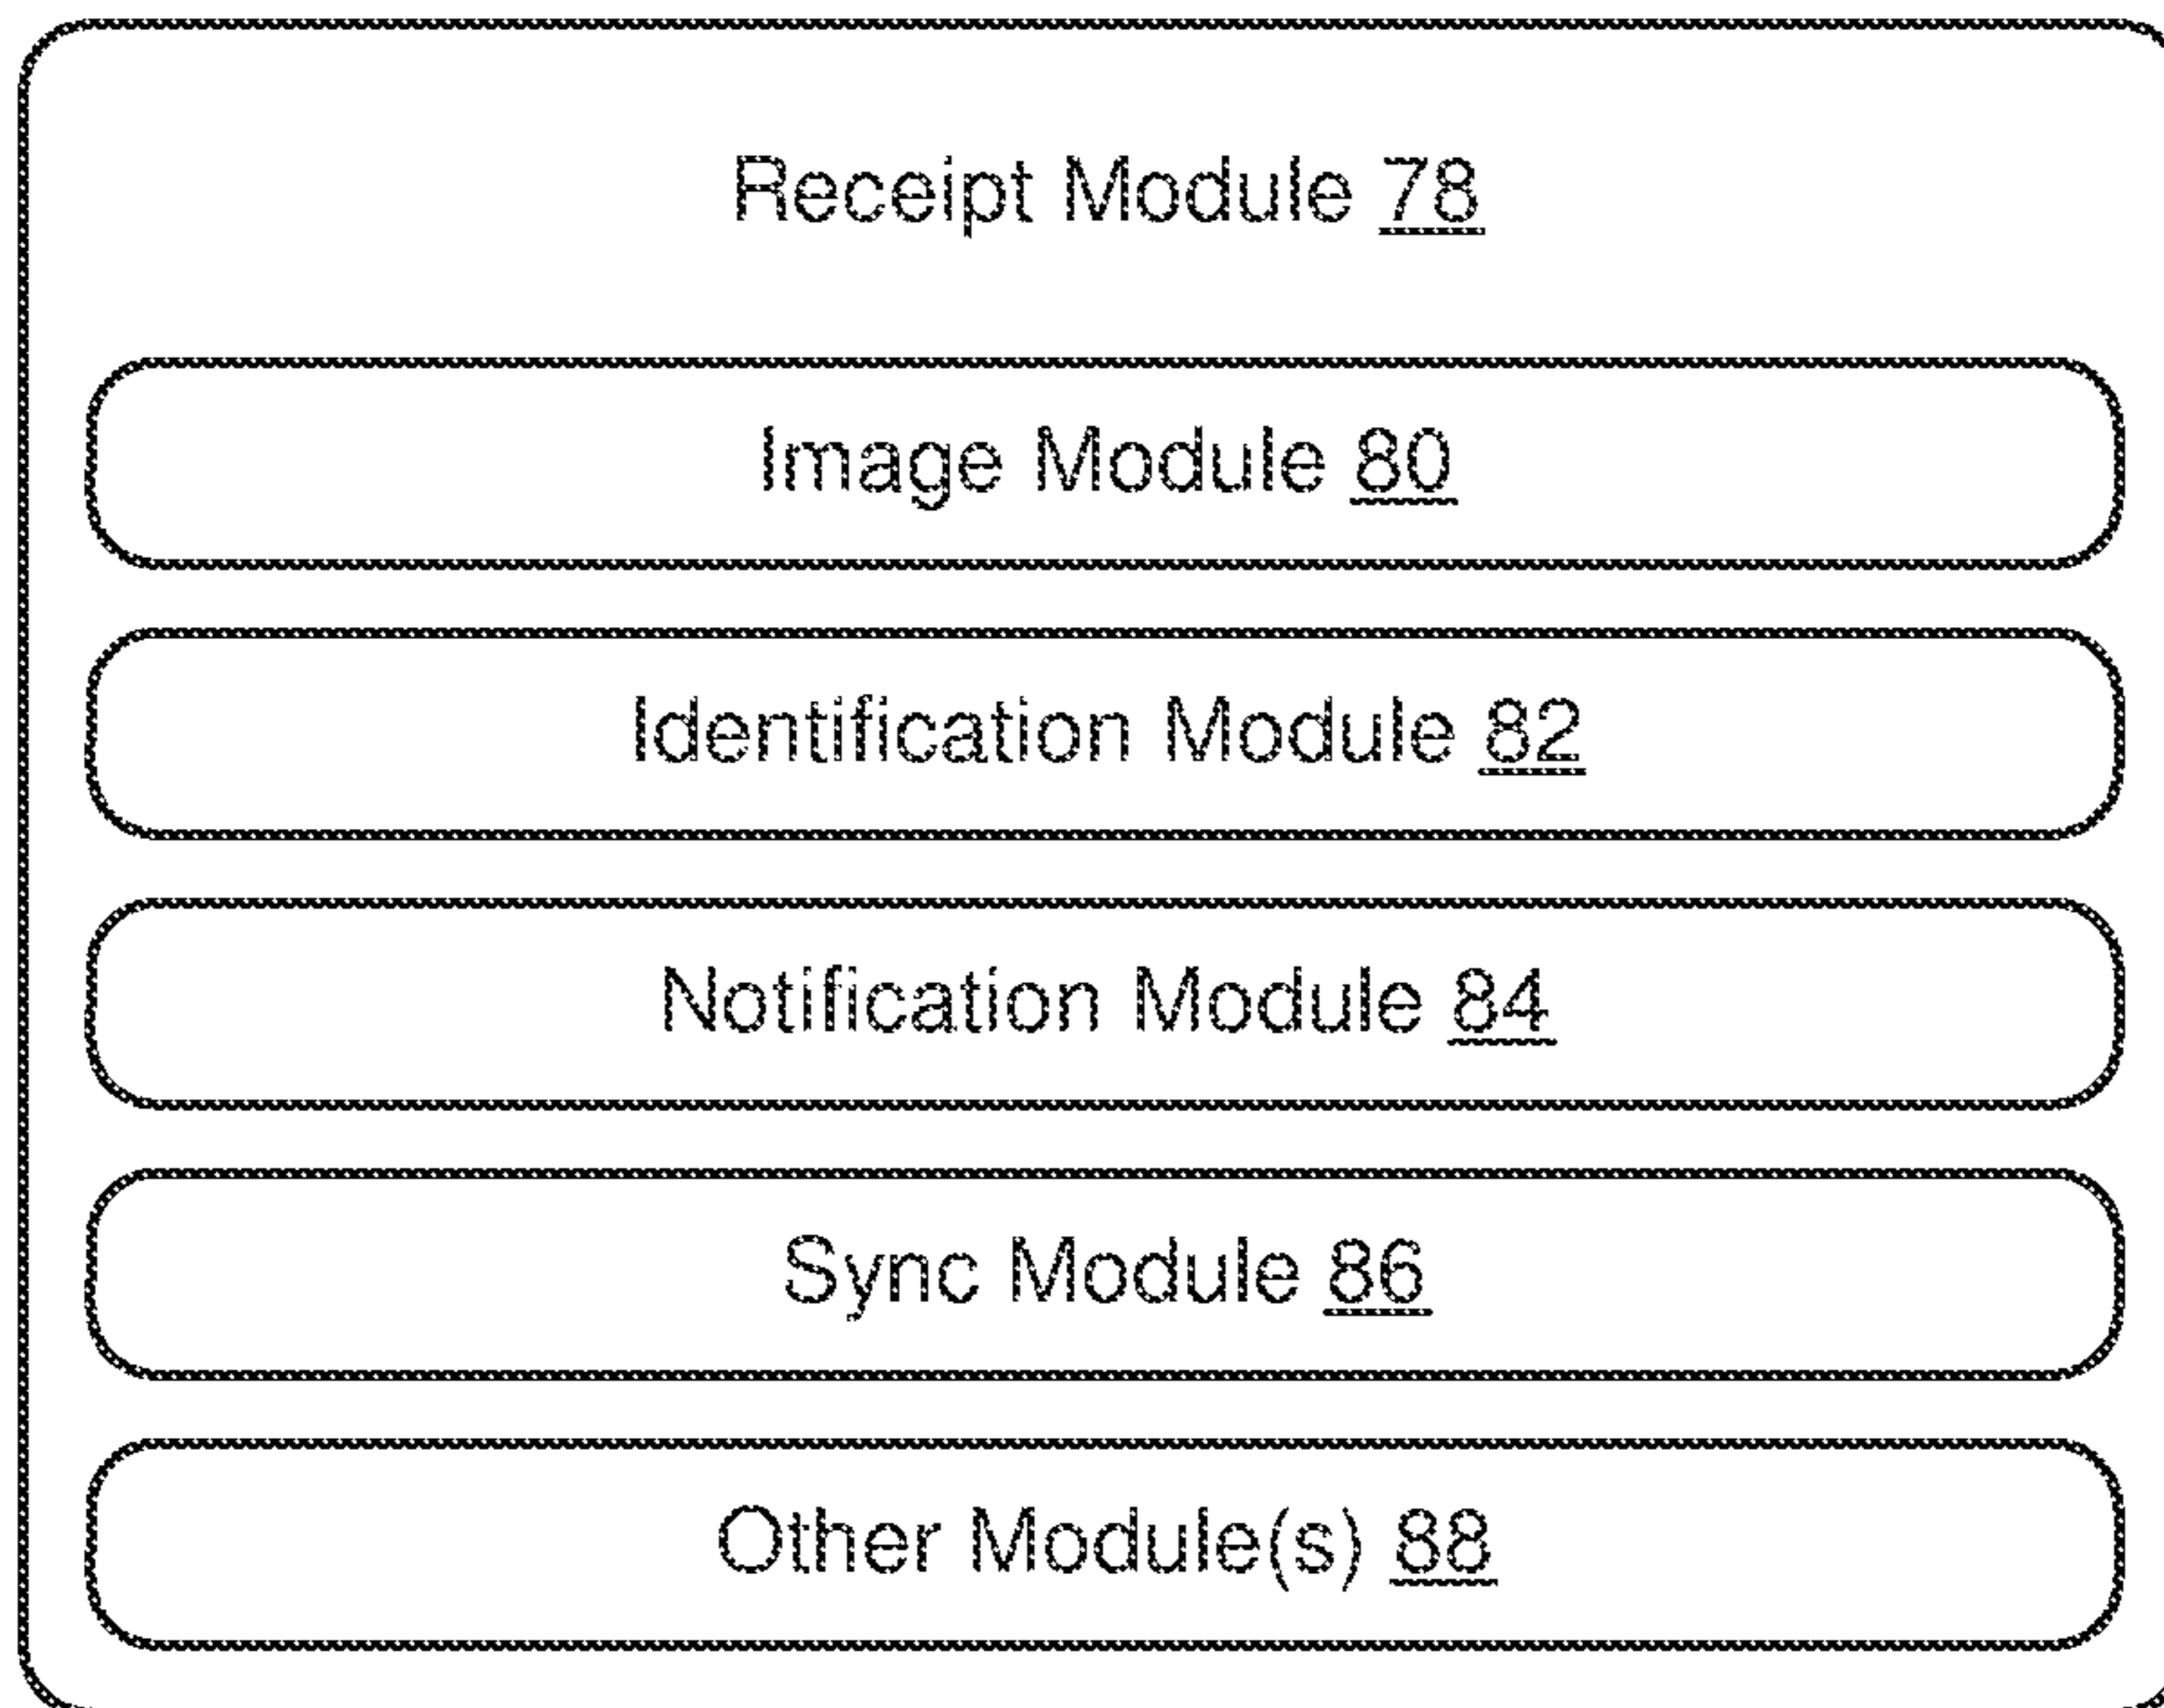 Receipt Module 78
Image Module 80
Identification Module 82
Notification Module 84
Sync Module 86
Other Module(s) 88